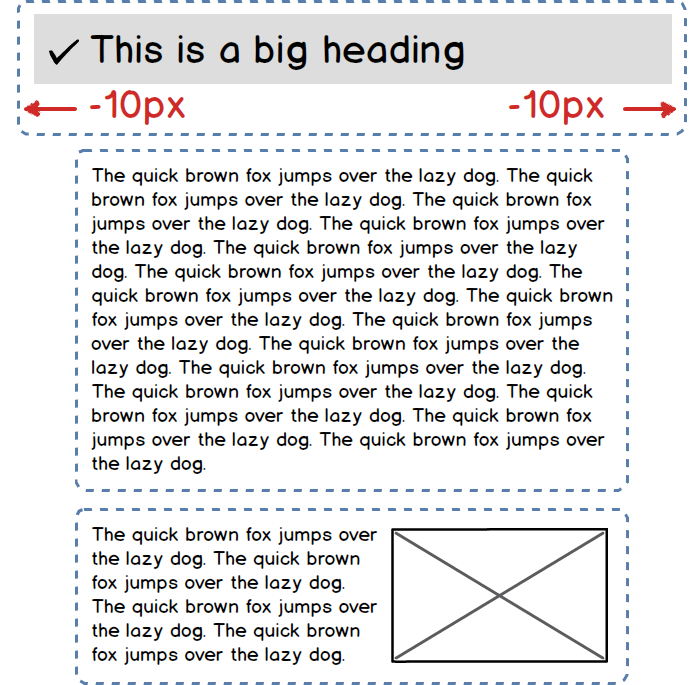 This is a big heading
-10px -10px
The quick brown fox jumps over the lazy dog. The quick
brown fox jumps over the lazy dog. The quick brown fox
jumps over the lazy dog. The quick brown fox jumps over
the lazy dog. The quick brown fox jumps over the lazy
dog. The quick brown fox jumps over the lazy dog. The
quick brown fox jumps over the lazy dog. The quick brown
fox jumps over the lazy dog. The quick brown fox jumps
over the lazy dog. The quick brown fox jumps over the
lazy dog. The quick brown fox jumps over the lazy dog.
The quick brown fox jumps over the lazy dog. The quick
brown fox jumps over the lazy dog. The quick brown fox
jumps over the lazy dog. The quick brown fox jumps over
the lazy dog.
The quick brown fox jumps over
the lazy dog. The quick brown
fox jumps over the lazy dog.
The quick brown fox jumps over
the lazy dog. The quick brown
fox jumps over the lazy dog.